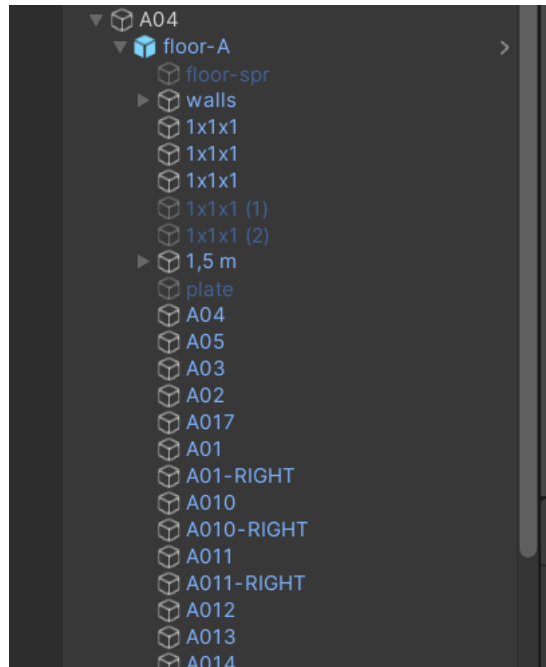 A04
floor-A
floor-spr
walls
1x1x1
1x1x1
1x1x1
1x1x1 (1)
1x1x1 (2)
1,5 m
plate
A04
A05
A03
A02
A017
A01
A01-RIGHT
A010
A010-RIGHT
A011
A011-RIGHT
A012
A013
A014